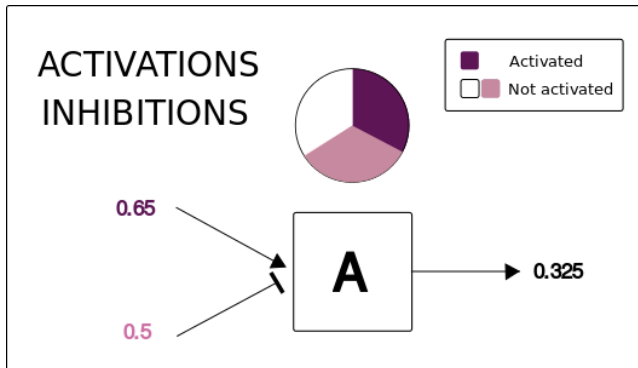 ACTIVATIONS
INHIBITIONS
Activated
Not activated
0.65
0.5
A
0.325